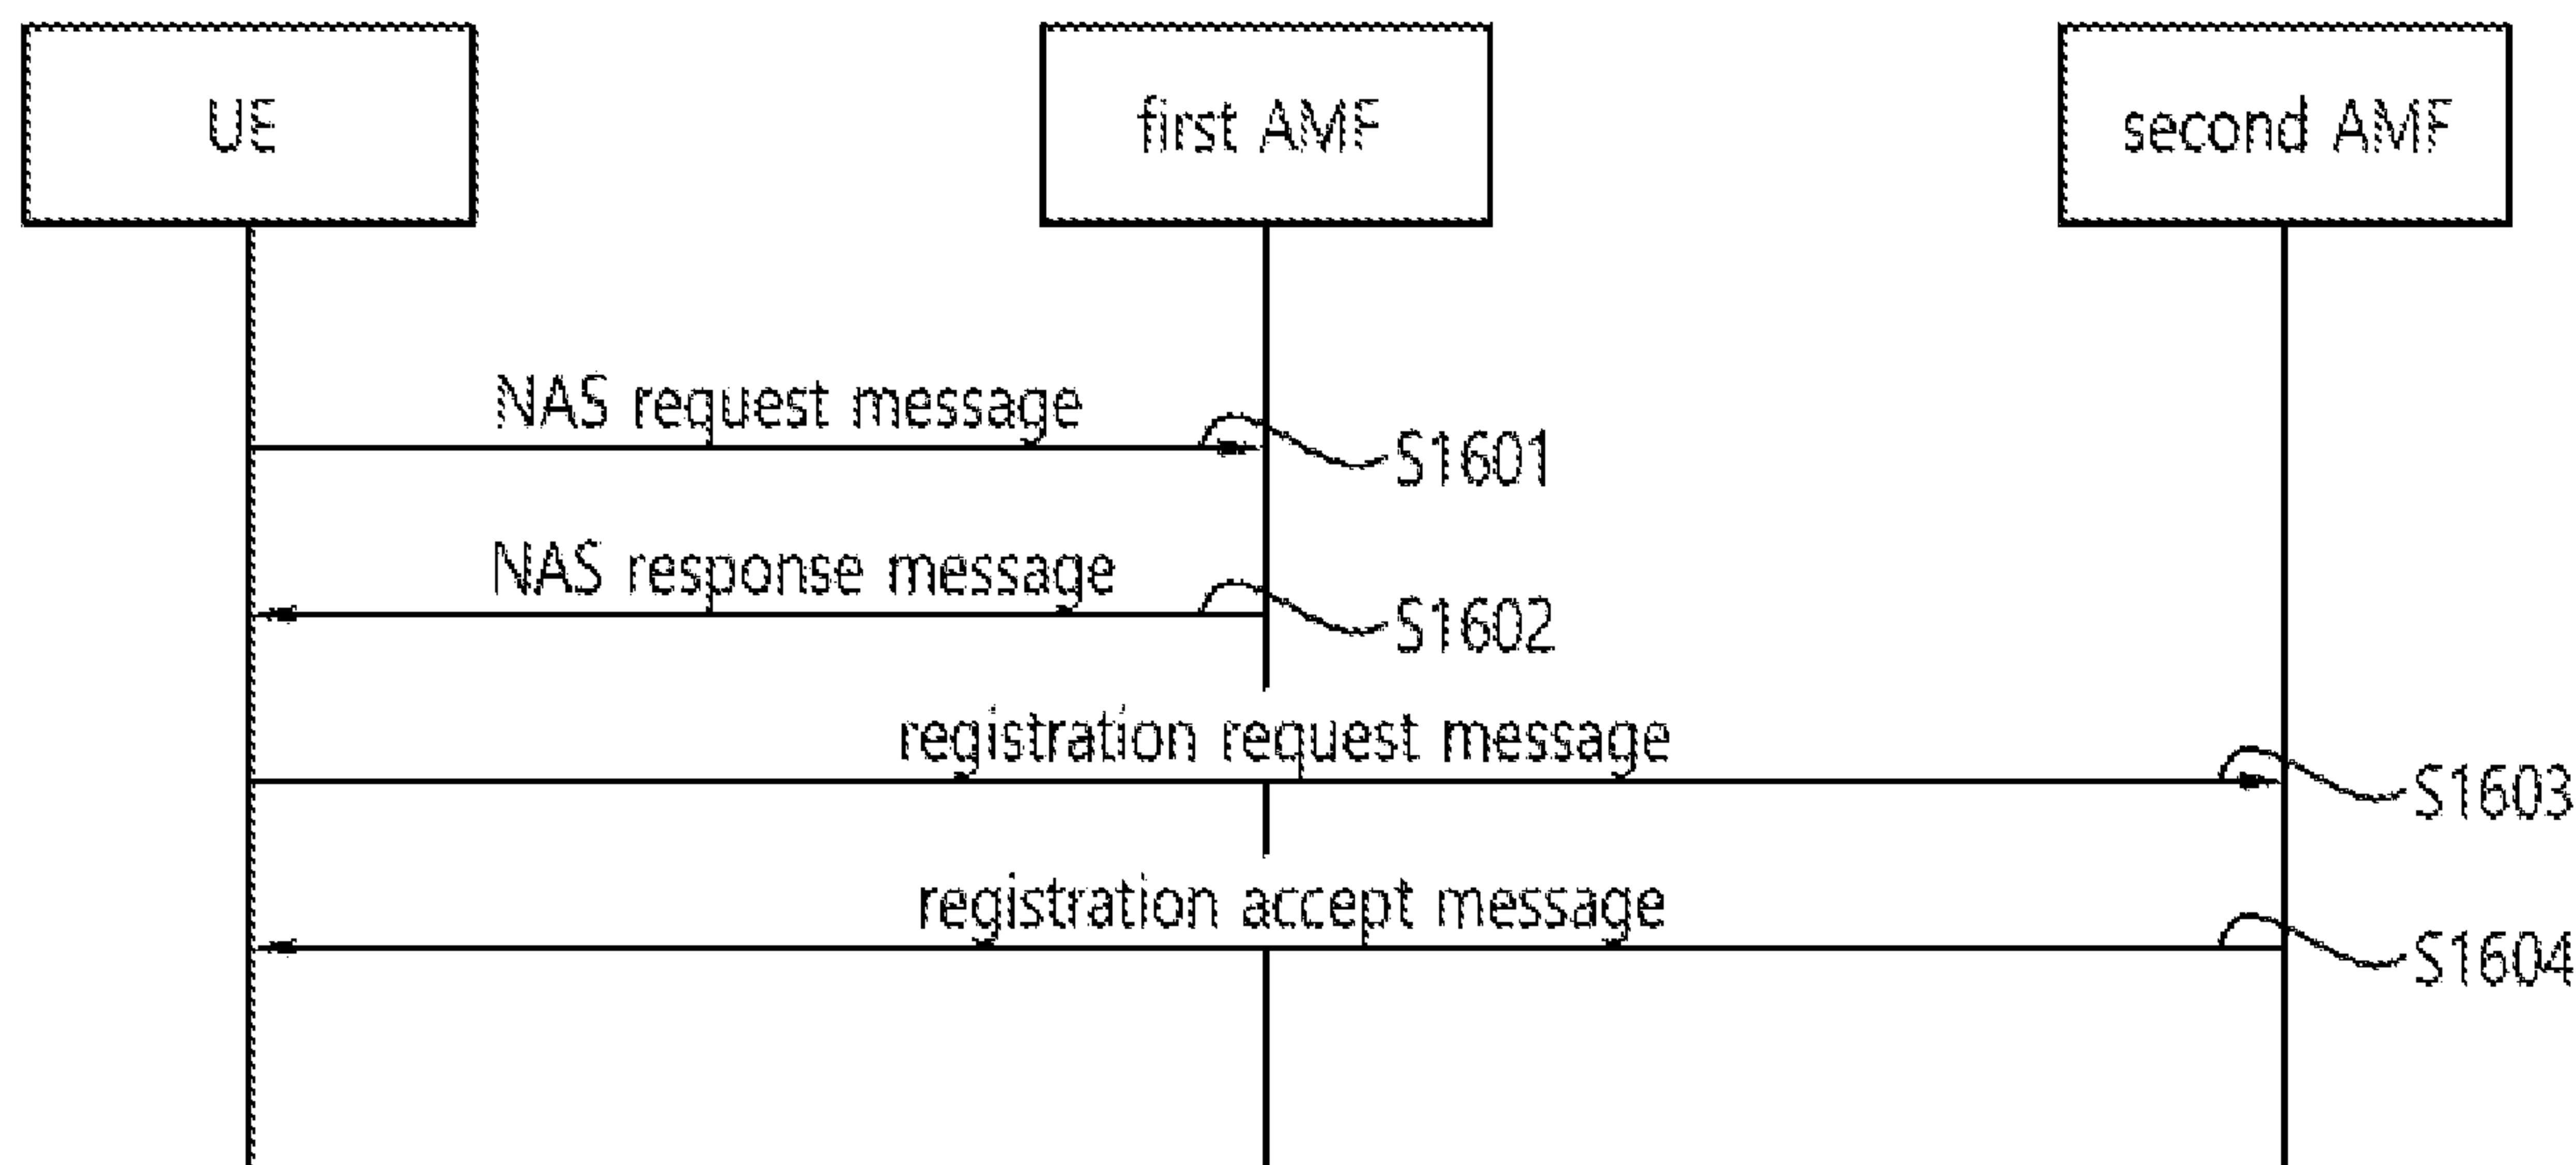 UE
first AMF
second AMF
NAS request message
S1601
NAS response message
S1602
registration request message
S1603
registration accept message
S1604